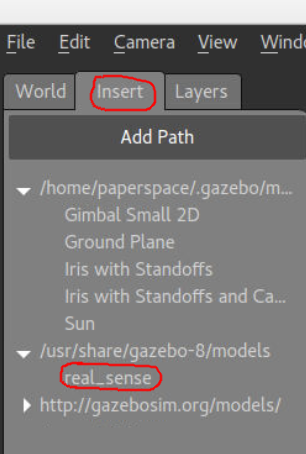 File Edit Camera View Windo
World Insert Layers
Add Path
/home/paperspace/.gazebo/m...
Gimbal Small 2D
Ground Plane
Iris with Standoffs
Iris with Standoffs and Ca...
Sun
/usr/share/gazebo-8/models
real_sense
http://gazebosim.org/models/